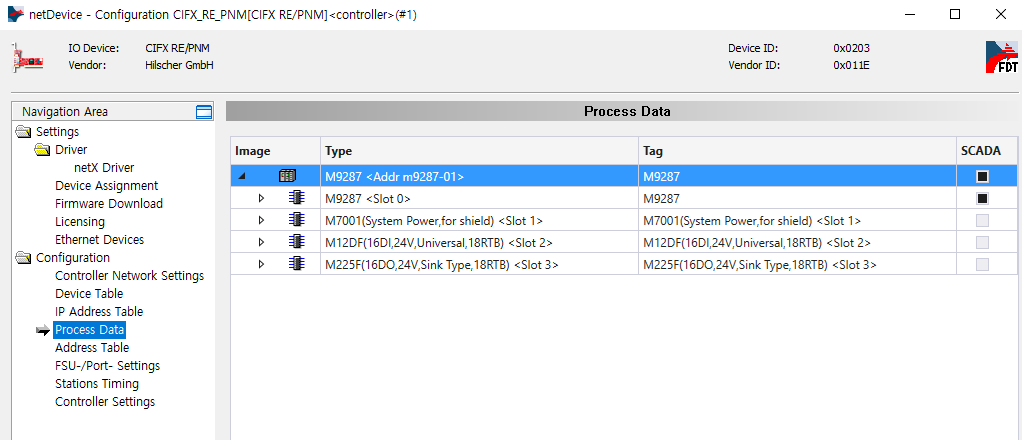 netDevice - Configuration CIFX_RE_PNM[CIFX RE/PNM]<controller>(#1)
IO Device: CIFX RE/PNM Device ID: 0x0203
Vendor: Hilscher GmbH Vendor ID: 0x011E
FDT
Navigation Area
Settings
Driver
netX Driver
Device Assignment
Firmware Download
Licensing
Ethernet Devices
Configuration
Controller Network Settings
Device Table
IP Address Table
Process Data
Address Table
FSU-/Port- Settings
Stations Timing
Controller Settings
Process Data
Image Type Tag SCADA
M9287 <Addr m9287-01> M9287
M9287 <Slot 0> M9287
M7001(System Power,for shield) <Slot 1> M7001(System Power,for shield) <Slot 1>
M12DF(16DI,24V,Universal,18RTB) <Slot 2> M12DF(16DI,24V,Universal,18RTB) <Slot 2>
M225F(16DO,24V,Sink Type,18RTB) <Slot 3> M225F(16DO,24V,Sink Type,18RTB) <Slot 3>